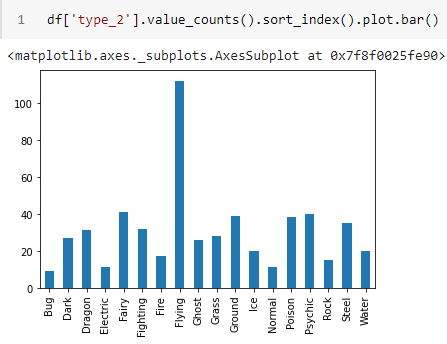 1 df['type_2'].value_counts().sort_index().plot.bar()
<matplotlib.axes._subplots.AxesSubplot at 0x7f8f0025fe90>
100
80
60
40
20
0
Bug
Dark
Dragon
Electric
Fairy
Fighting
Fire
Flying
Ghost
Grass
Ground
Ice
Normal
Poison
Psychic
Rock
Steel
Water